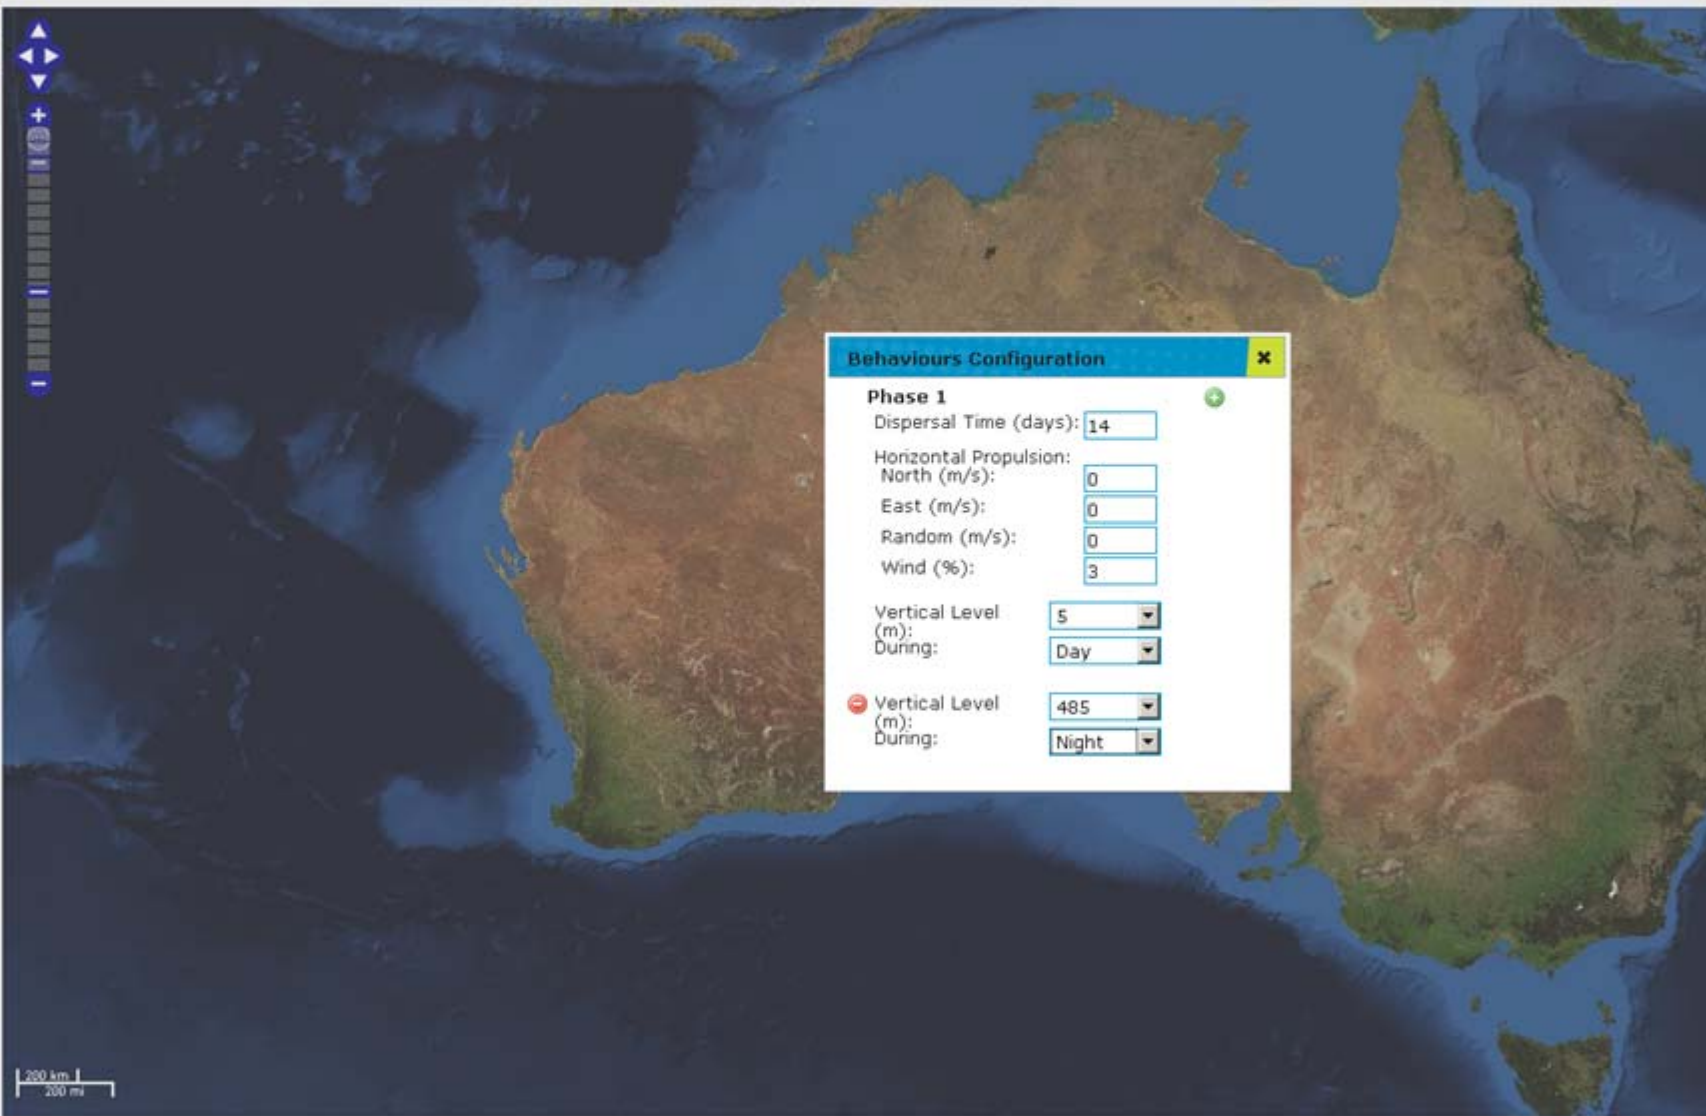 Behaviours Configuration
Phase 1
Dispersal Time (days): 14
Horizontal Propulsion:
North (m/s): 0
East (m/s): 0
Random (m/s): 0
Wind (%): 3
Vertical Level 5
(m):
During: Day
Vertical Level 485
(m):
During: Night
200 km
200 mi